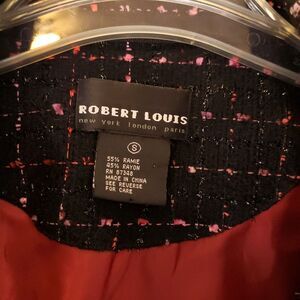 ROBERT LOUIS
new york london paris
S
55% RAMIE
45% RAYON
RN 87348
MADE IN CHINA
SEE REVERSE
FOR CARE